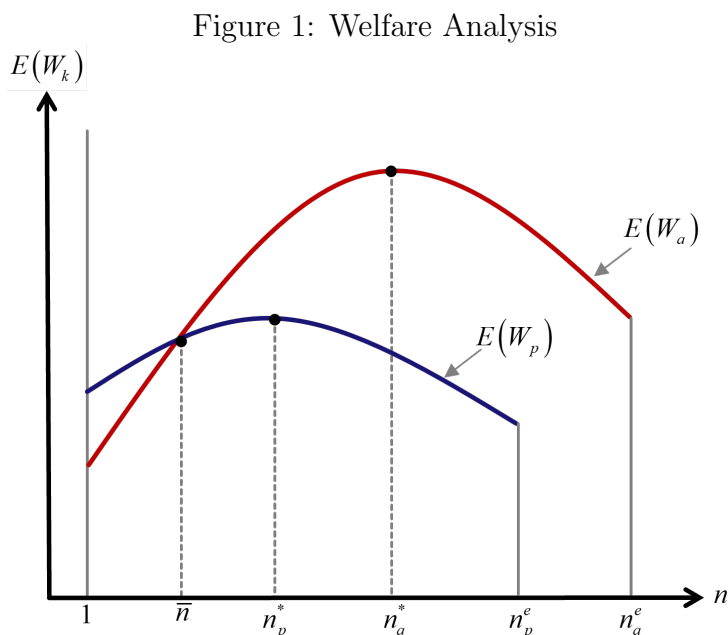 Figure 1: Welfare Analysis
E(W_k)
E(W_a)
E(W_p)
1 n̅ n_p^* n_a^* n_p^e n_a^e n